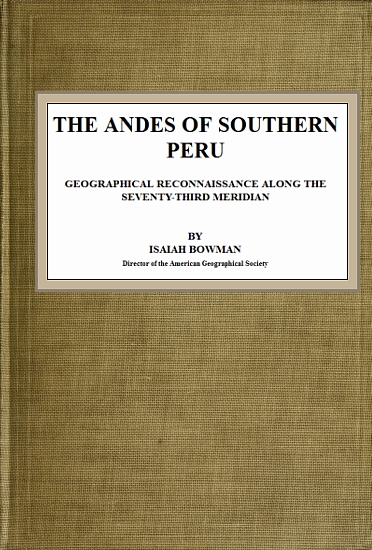 THE ANDES OF SOUTHERN
PERU
GEOGRAPHICAL RECONNAISSANCE ALONG THE
SEVENTY-THIRD MERIDIAN
BY
ISAIAH BOWMAN
Director of the American Geographical Society